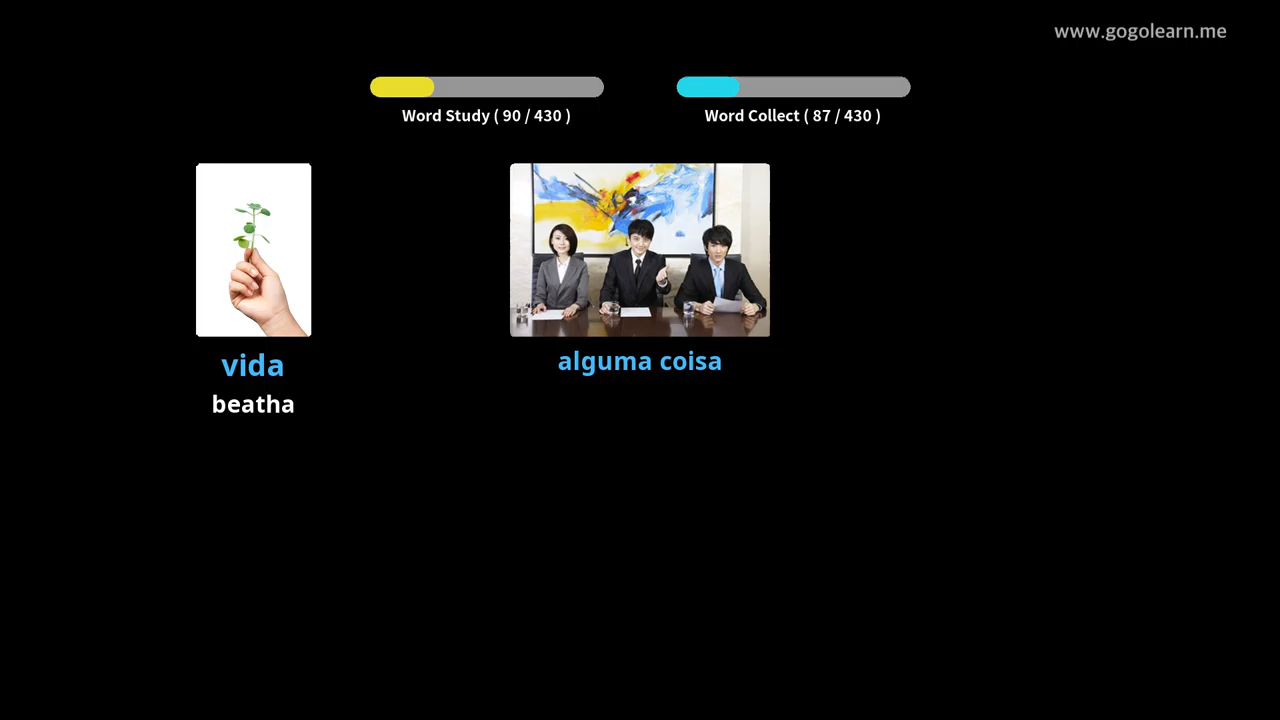 www.gogolearn.me
Word Study ( 90 / 430 )
Word Collect ( 87 / 430 )
vida
beatha
alguma coisa